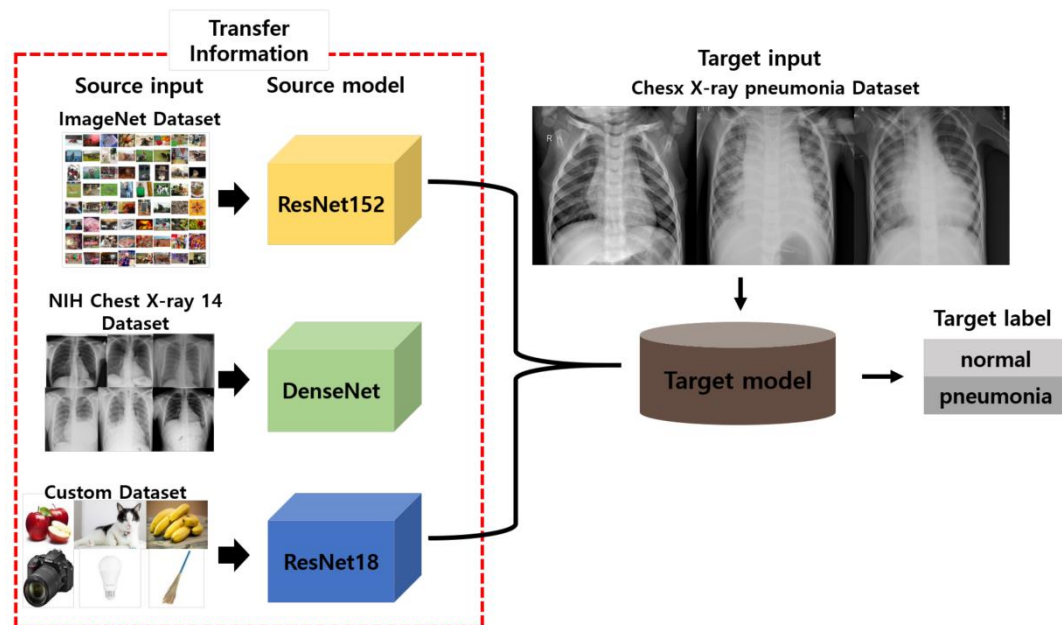 Transfer
Information
Source input
Source model
ImageNet Dataset
ResNet152
NIH Chest X-ray 14
Dataset
DenseNet
Custom Dataset
ResNet18
Target input
Chesx X-ray pneumonia Dataset
R
Target model
Target label
normal
pneumonia